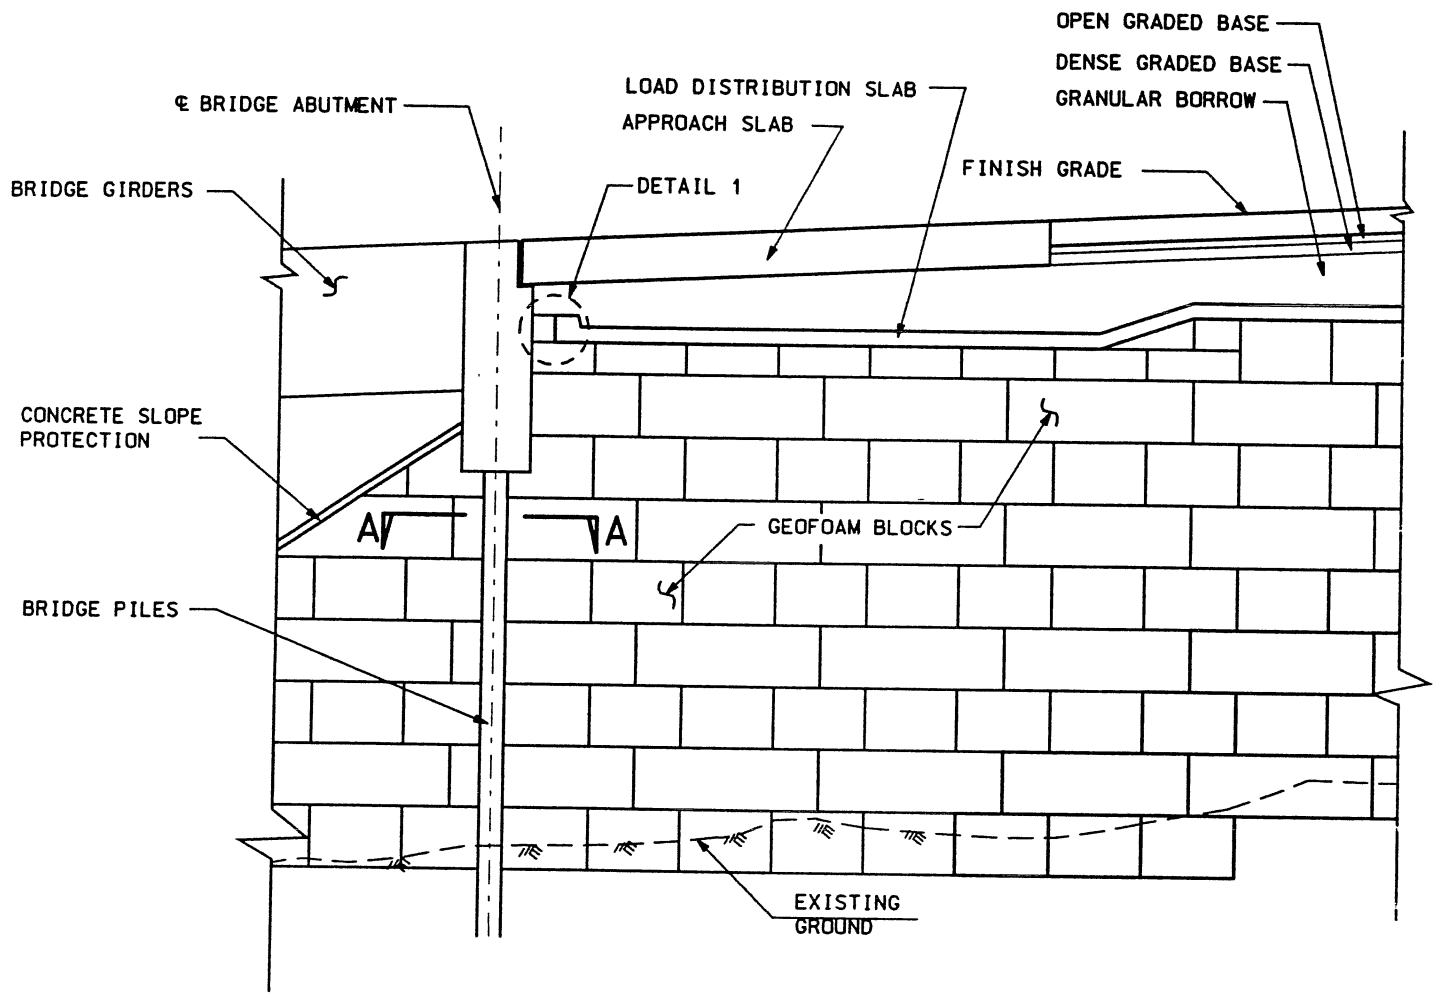 OPEN GRADED BASE
DENSE GRADED BASE
GRANULAR BORROW
LOAD DISTRIBUTION SLAB
APPROACH SLAB
℄ BRIDGE ABUTMENT
FINISH GRADE
DETAIL 1
BRIDGE GIRDERS
CONCRETE SLOPE
PROTECTION
A A
GEOFOAM BLOCKS
BRIDGE PILES
EXISTING
GROUND